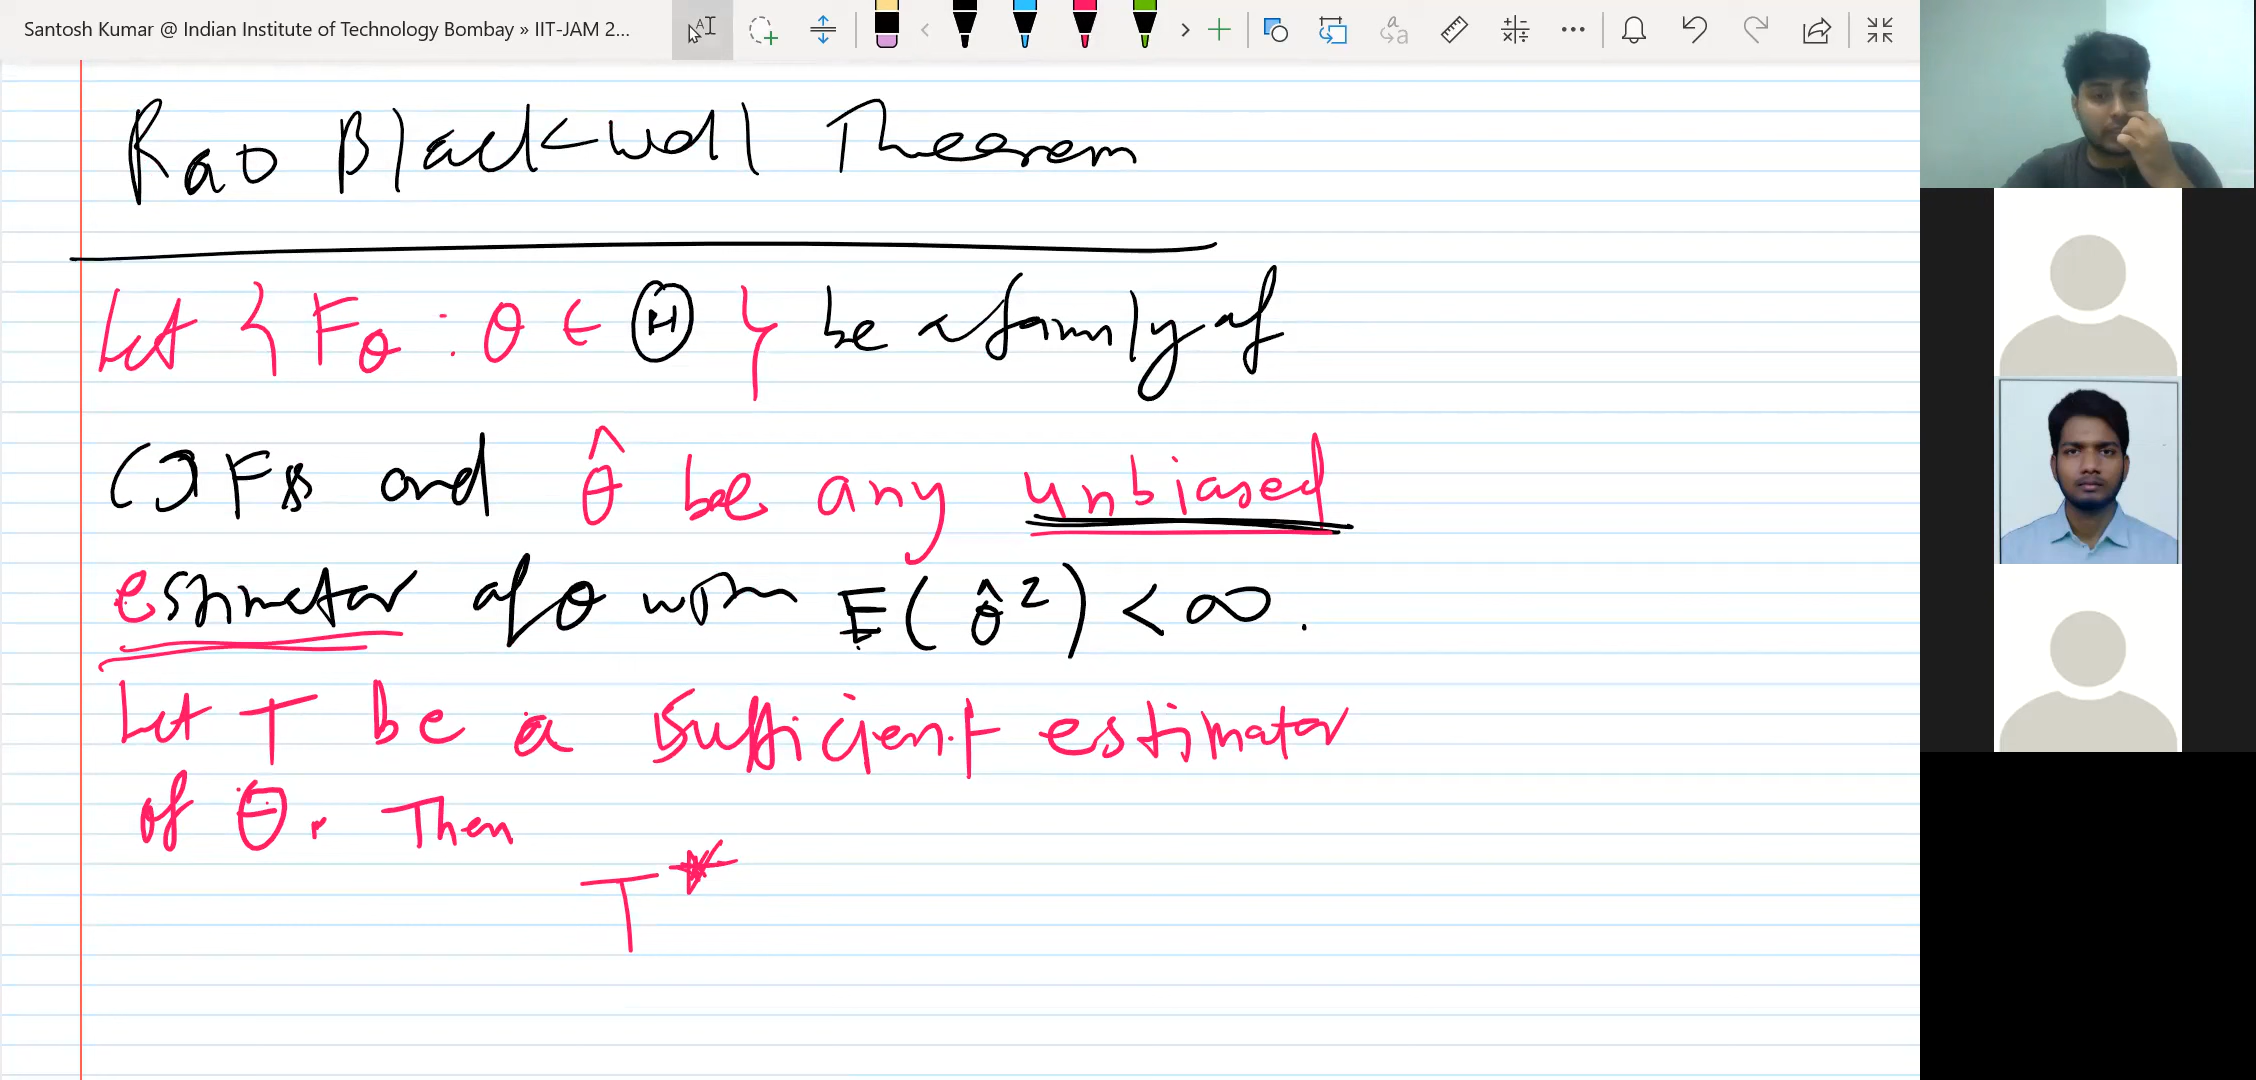 Santosh Kumar @ Indian Institute of Technology Bombay » IIT-JAM 2...
Rao Blackwell Theorem
Let { Fθ : θ ∈ Θ } be a family of
CDFs and θ̂ be any unbiased
estimator of θ with E(θ̂²) < ∞.
Let T be a sufficient estimator
of θ. Then
T*